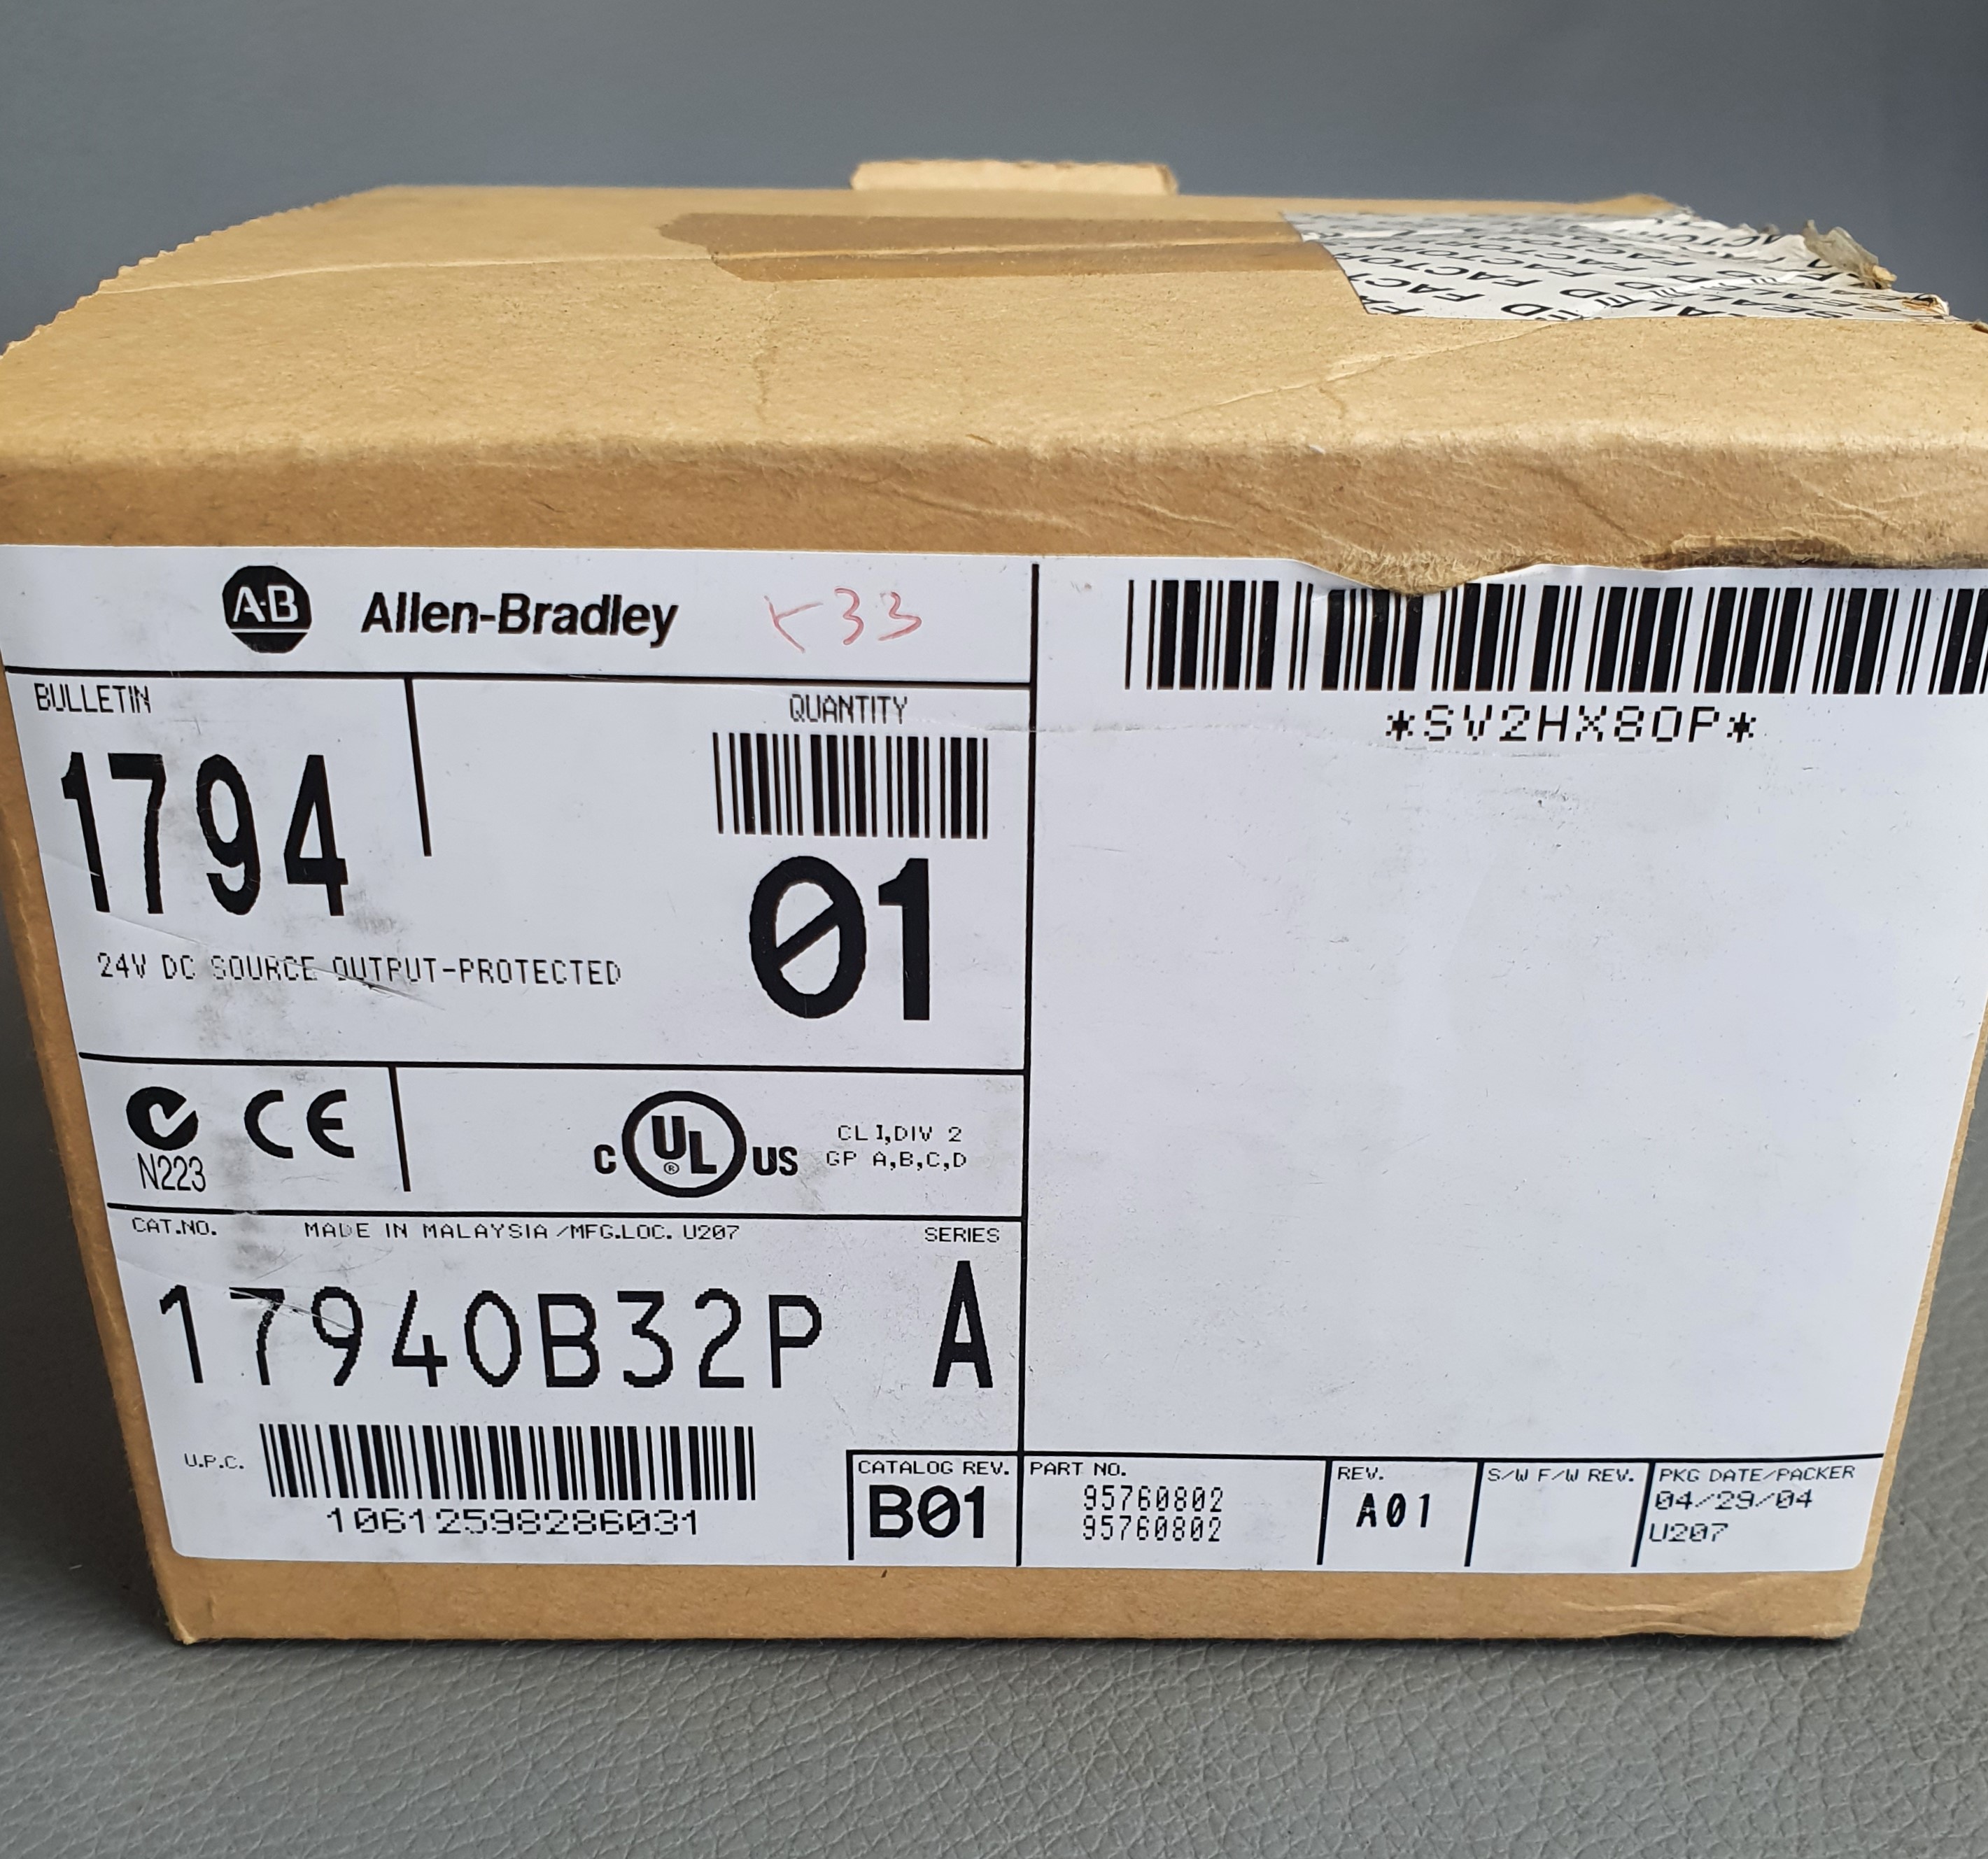 A·B Allen-Bradley
33
*SV2HX80P*
BULLETIN
QUANTITY
1794
01
24V DC SOURCE OUTPUT-PROTECTED
N223
CE
C UL ® US
CL I,DIV 2
GP A,B,C,D
CAT.NO. MADE IN MALAYSIA /MFG.LOC. U207 SERIES
1794OB32P A
U.P.C.
10612598286031
CATALOG REV.
B01
PART NO.
95760802
95760802
REV.
A01
S/W F/W REV.
PKG DATE/PACKER
04/29/04
U207